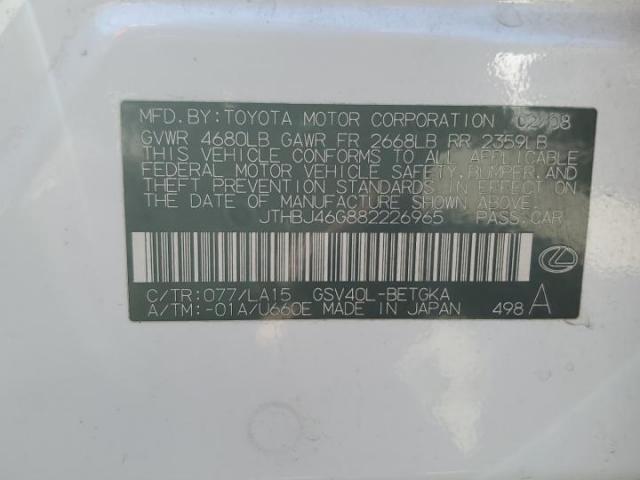 MFD. BY: TOYOTA MOTOR CORPORATION 02/08
GVWR 4680LB GAWR FR 2668LB RR 2359LB
THIS VEHICLE CONFORMS TO ALL APPLICABLE
FEDERAL MOTOR VEHICLE SAFETY, BUMPER, AND
THEFT PREVENTION STANDARDS IN EFFECT ON
THE DATE OF MANUFACTURE SHOWN ABOVE.
JTHBJ46G882226965 PASS. CAR
C/TR: 077/LA15 GSV40L-BETGKA
A/TM: -01A/U660E MADE IN JAPAN 498 A